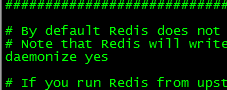 ############################
# By default Redis does not
# Note that Redis will write
daemonize yes
# If you run Redis from upst